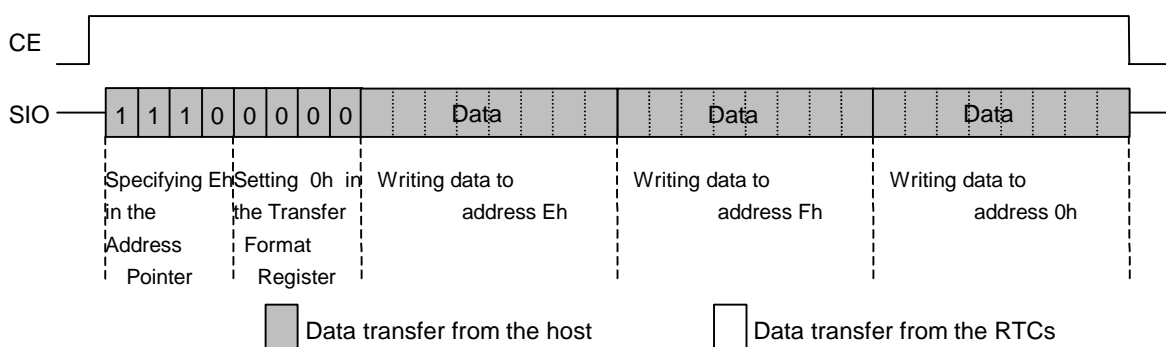 CE
SIO 1 1 1 0 0 0 0 0 Data Data Data
Specifying Eh Setting 0h in Writing data to Writing data to Writing data to
in the the Transfer address Eh address Fh address 0h
Address Format
Pointer Register
Data transfer from the host Data transfer from the RTCs